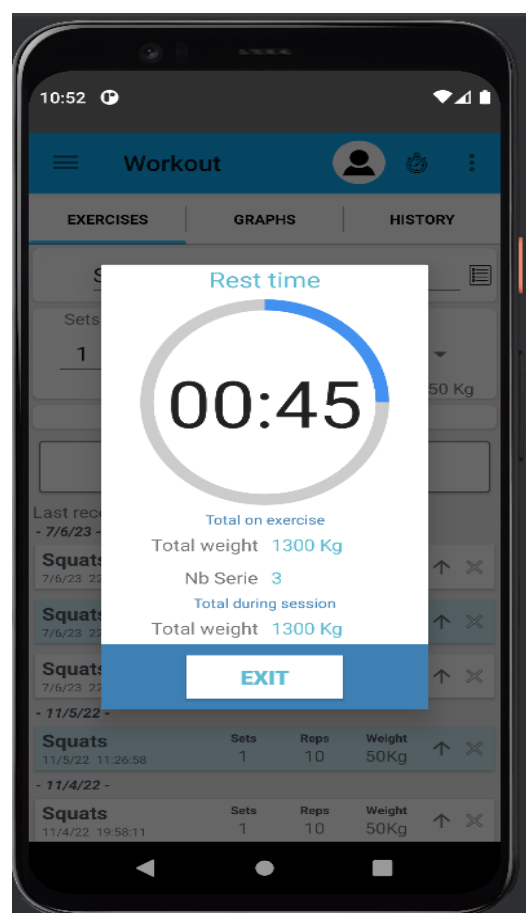 10:52
Workout
EXERCISES GRAPHS HISTORY
S
Rest time
Sets
1
00:45
50 Kg
Last reco
- 7/6/23 -
Total on exercise
Total weight 1300 Kg
Squats
7/6/23 22
Nb Serie 3
Total during session
Squats
7/6/23 22
Total weight 1300 Kg
Squats
7/6/23 22
EXIT
- 11/5/22 -
Squats Sets Reps Weight
11/5/22 11:26:58 1 10 50Kg
- 11/4/22 -
Squats Sets Reps Weight
11/4/22 19:58:11 1 10 50Kg